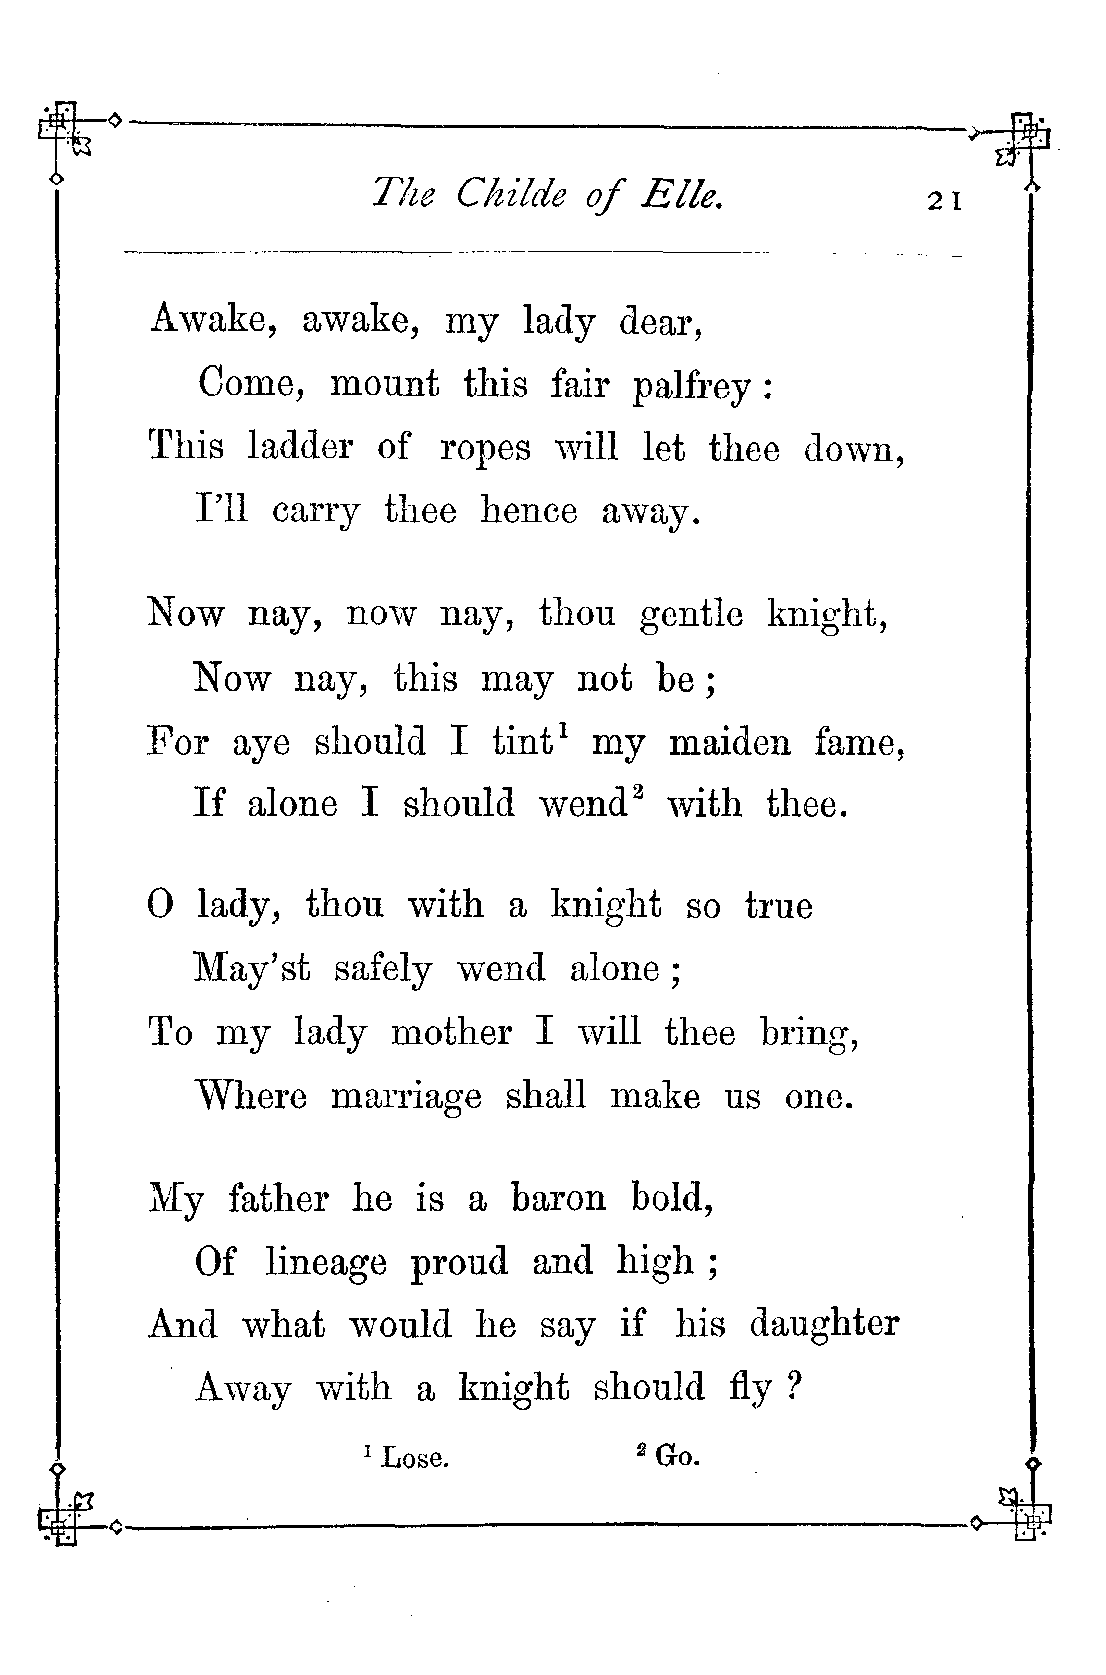 The Childe of Elle. 21
Awake, awake, my lady dear,
Come, mount this fair palfrey :
This ladder of ropes will let thee down,
I'll carry thee hence away.
Now nay, now nay, thou gentle knight,
Now nay, this may not be ;
For aye should I tint¹ my maiden fame,
If alone I should wend² with thee.
O lady, thou with a knight so true
May'st safely wend alone ;
To my lady mother I will thee bring,
Where marriage shall make us one.
My father he is a baron bold,
Of lineage proud and high ;
And what would he say if his daughter
Away with a knight should fly ?
¹ Lose. ² Go.